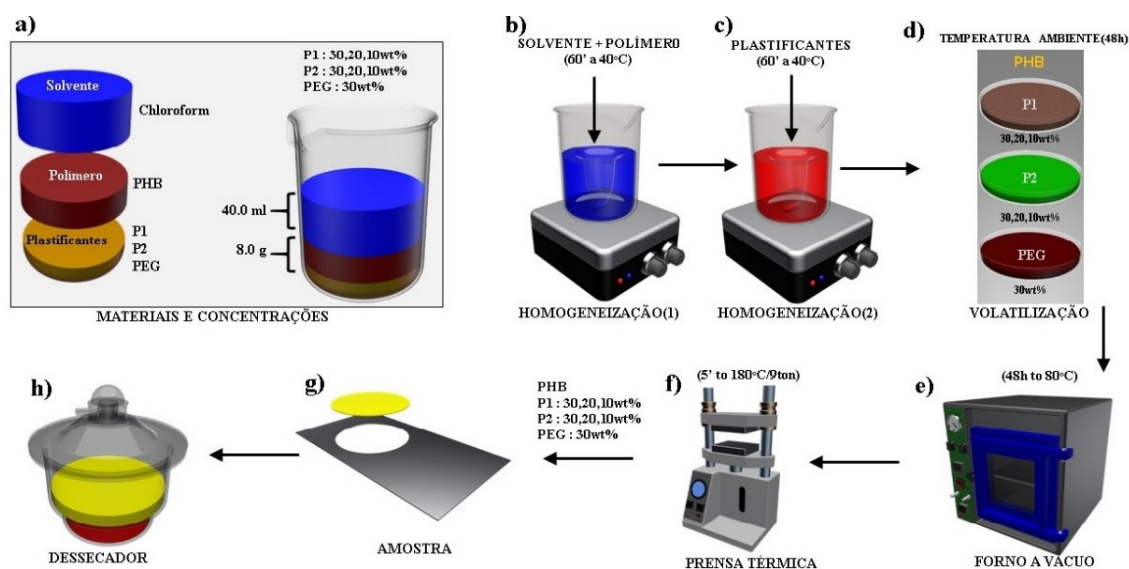 a)
P1 : 30,20,10wt%
P2 : 30,20,10wt%
PEG : 30wt%
Solvente
Chloroform
Polímero
PHB
Plastificantes
P1
P2
PEG
40.0 ml
8.0 g
MATERIAIS E CONCENTRAÇÕES
b)
SOLVENTE + POLÍMERO
(60' a 40°C)
HOMOGENEIZAÇÃO(1)
c)
PLASTIFICANTES
(60' a 40°C)
HOMOGENEIZAÇÃO(2)
d)
TEMPERATURA AMBIENTE(48h)
PHB
P1
30,20,10wt%
P2
30,20,10wt%
PEG
30wt%
VOLATILIZAÇÃO
e)
(48h to 80°C)
FORNO A VÁCUO
f)
(5' to 180°C/9ton)
PRENSA TÉRMICA
PHB
P1 : 30,20,10wt%
P2 : 30,20,10wt%
PEG : 30wt%
g)
AMOSTRA
h)
DESSECADOR